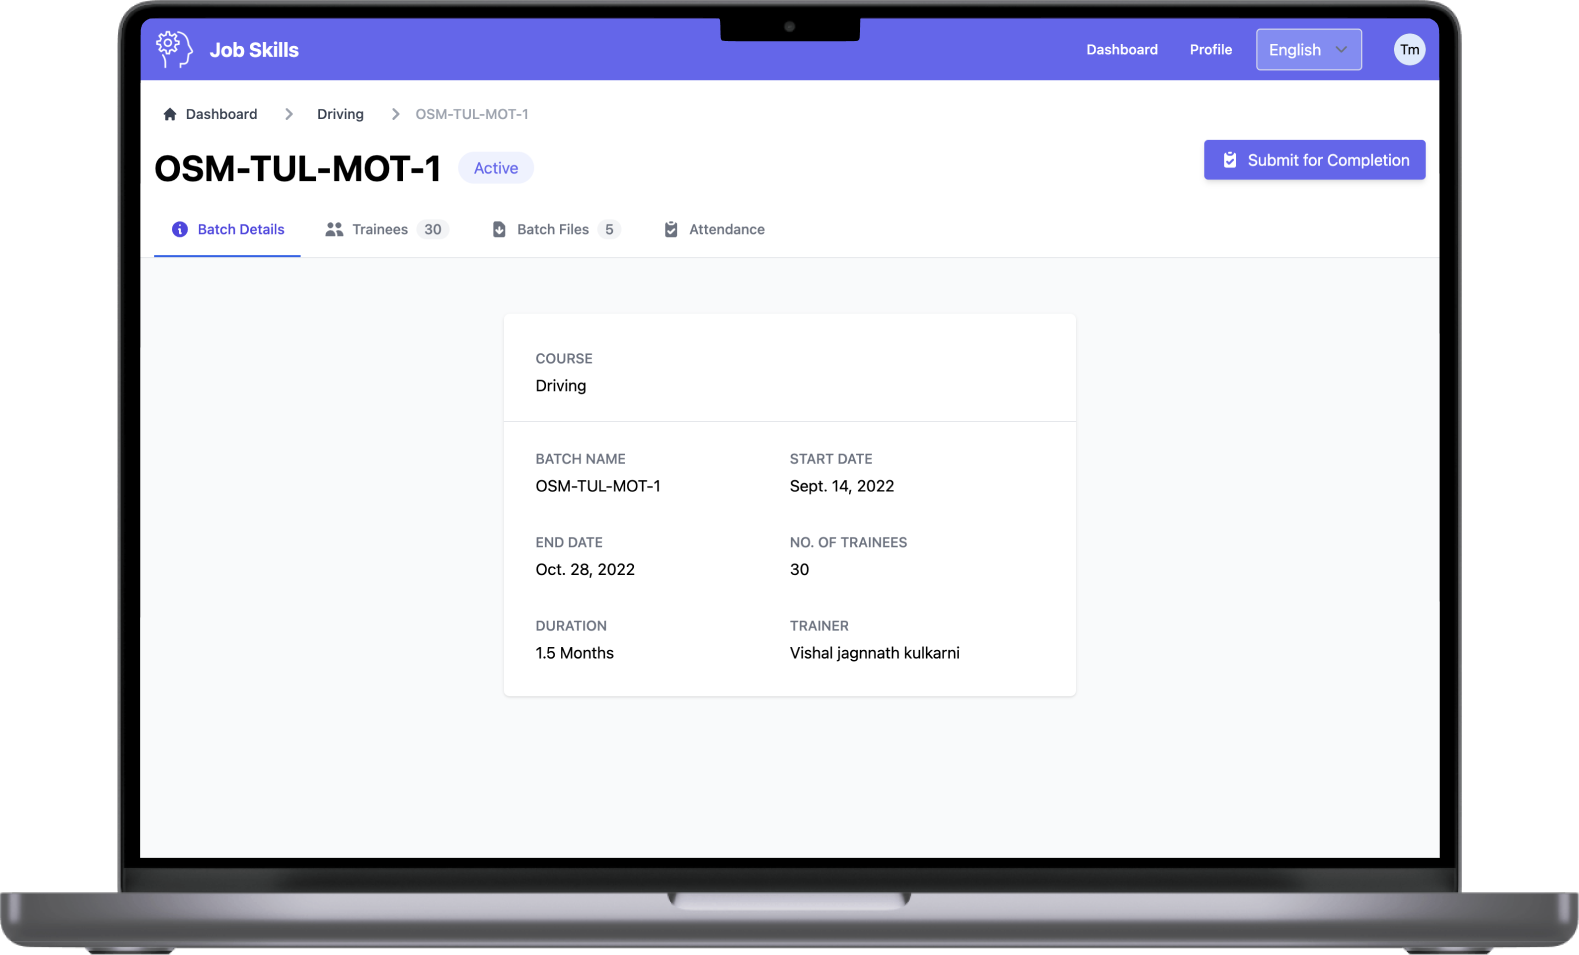 Job Skills
Dashboard Profile English Tm
Dashboard Driving OSM-TUL-MOT-1
OSM-TUL-MOT-1 Active
Submit for Completion
Batch Details Trainees 30 Batch Files 5 Attendance
COURSE
Driving
BATCH NAME
OSM-TUL-MOT-1
START DATE
Sept. 14, 2022
END DATE
Oct. 28, 2022
NO. OF TRAINEES
30
DURATION
1.5 Months
TRAINER
Vishal jagnnath kulkarni